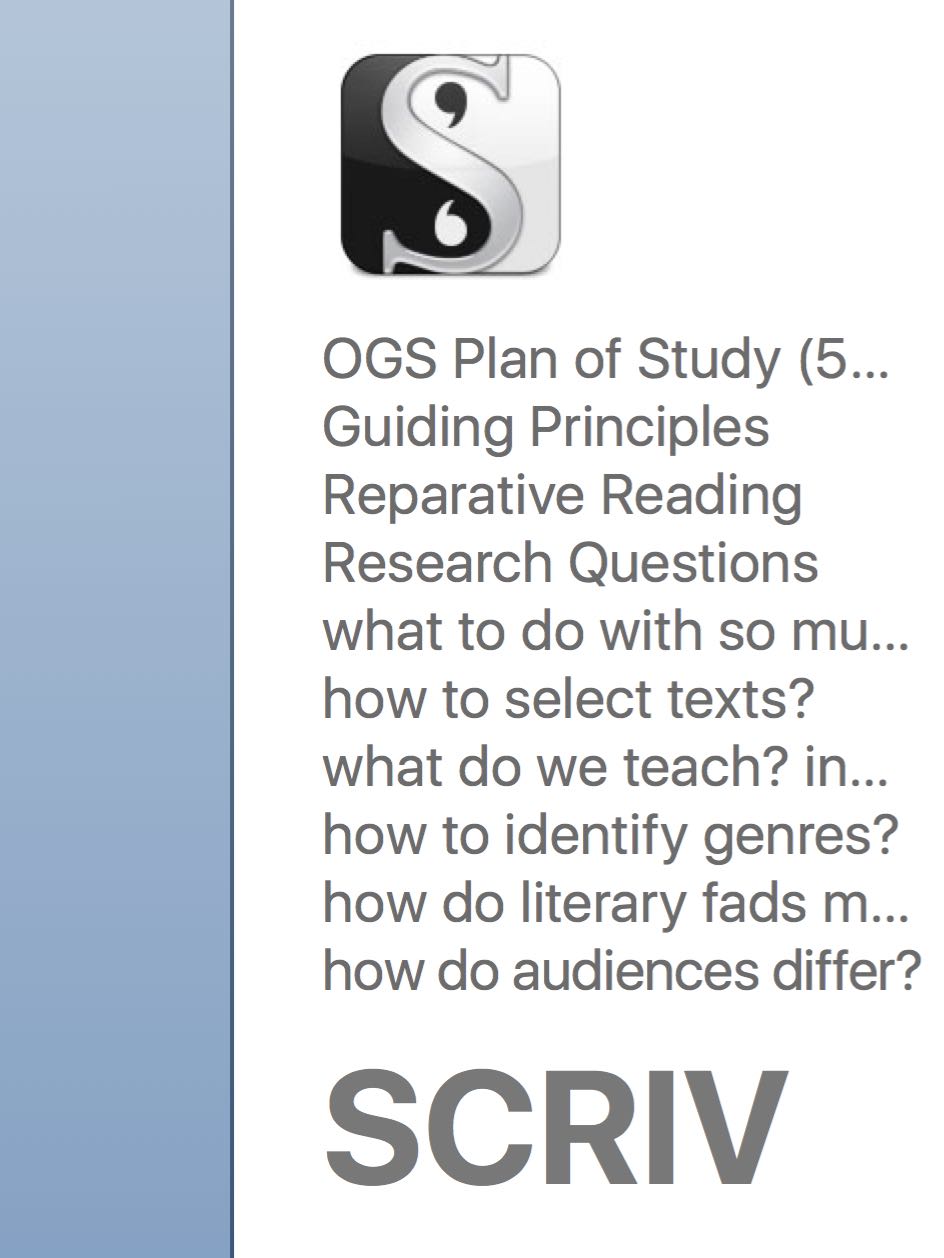 OGS Plan of Study (5...
Guiding Principles
Reparative Reading
Research Questions
what to do with so mu...
how to select texts?
what do we teach? in...
how to identify genres?
how do literary fads m...
how do audiences differ?
SCRIV